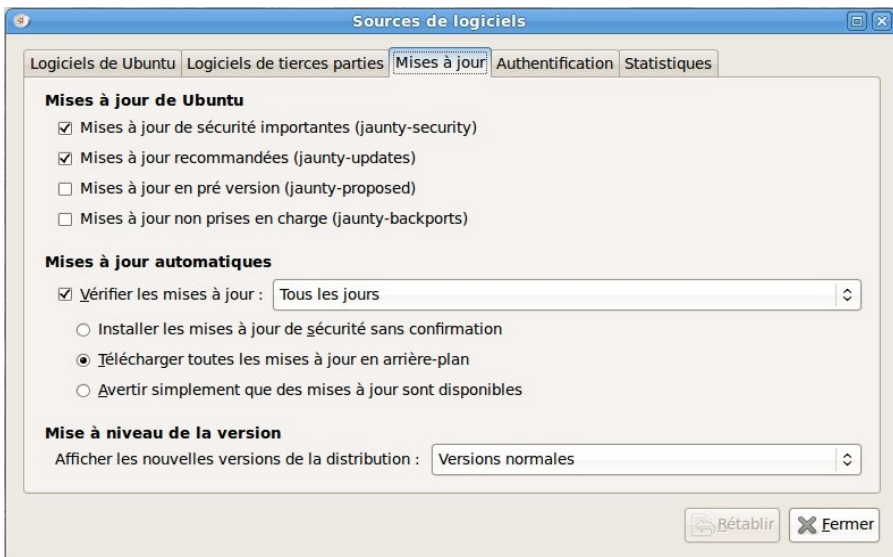 Sources de logiciels
Logiciels de Ubuntu Logiciels de tierces parties Mises à jour Authentification Statistiques
Mises à jour de Ubuntu
Mises à jour de sécurité importantes (jaunty-security)
Mises à jour recommandées (jaunty-updates)
Mises à jour en pré version (jaunty-proposed)
Mises à jour non prises en charge (jaunty-backports)
Mises à jour automatiques
Vérifier les mises à jour : Tous les jours
Installer les mises à jour de sécurité sans confirmation
Télécharger toutes les mises à jour en arrière-plan
Avertir simplement que des mises à jour sont disponibles
Mise à niveau de la version
Afficher les nouvelles versions de la distribution : Versions normales
Rétablir Fermer